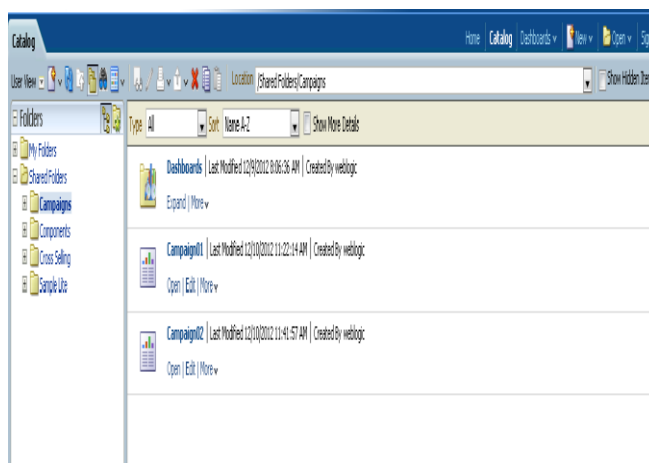 Catalog
Home Catalog Dashboards New Open
User View Location /Shared Folders/Campaigns Show Hidden
Folders
My Folders
Shared Folders
Campaigns
Components
Cross Selling
Sample Lite
Type All Sort Name A-Z Show More Details
Dashboards | Last Modified 12/9/2012 8:06:36 AM | Created By weblogic
Expand | More
Campaign01 | Last Modified 12/10/2012 11:22:14 AM | Created By weblogic
Open | Edit | More
Campaign02 | Last Modified 12/10/2012 11:41:57 AM | Created By weblogic
Open | Edit | More